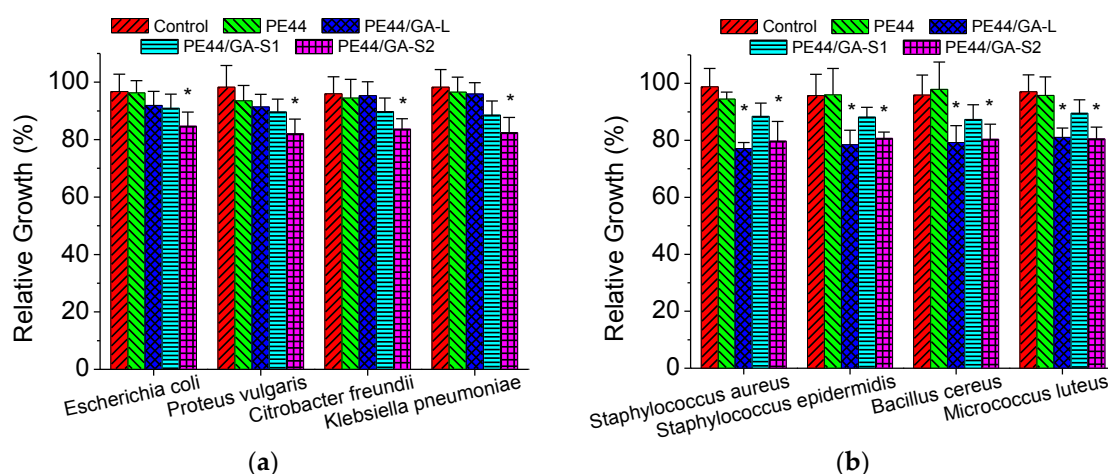 Control PE44 PE44/GA-L
PE44/GA-S1 PE44/GA-S2
Relative Growth (%)
100
80
60
40
20
0
* * * *
Escherichia coli
Proteus vulgaris
Citrobacter freundii
Klebsiella pneumoniae
(a)
Control PE44 PE44/GA-L
PE44/GA-S1 PE44/GA-S2
Relative Growth (%)
100
80
60
40
20
0
* * * * * * * *
Staphylococcus aureus
Staphylococcus epidermidis
Bacillus cereus
Micrococcus luteus
(b)